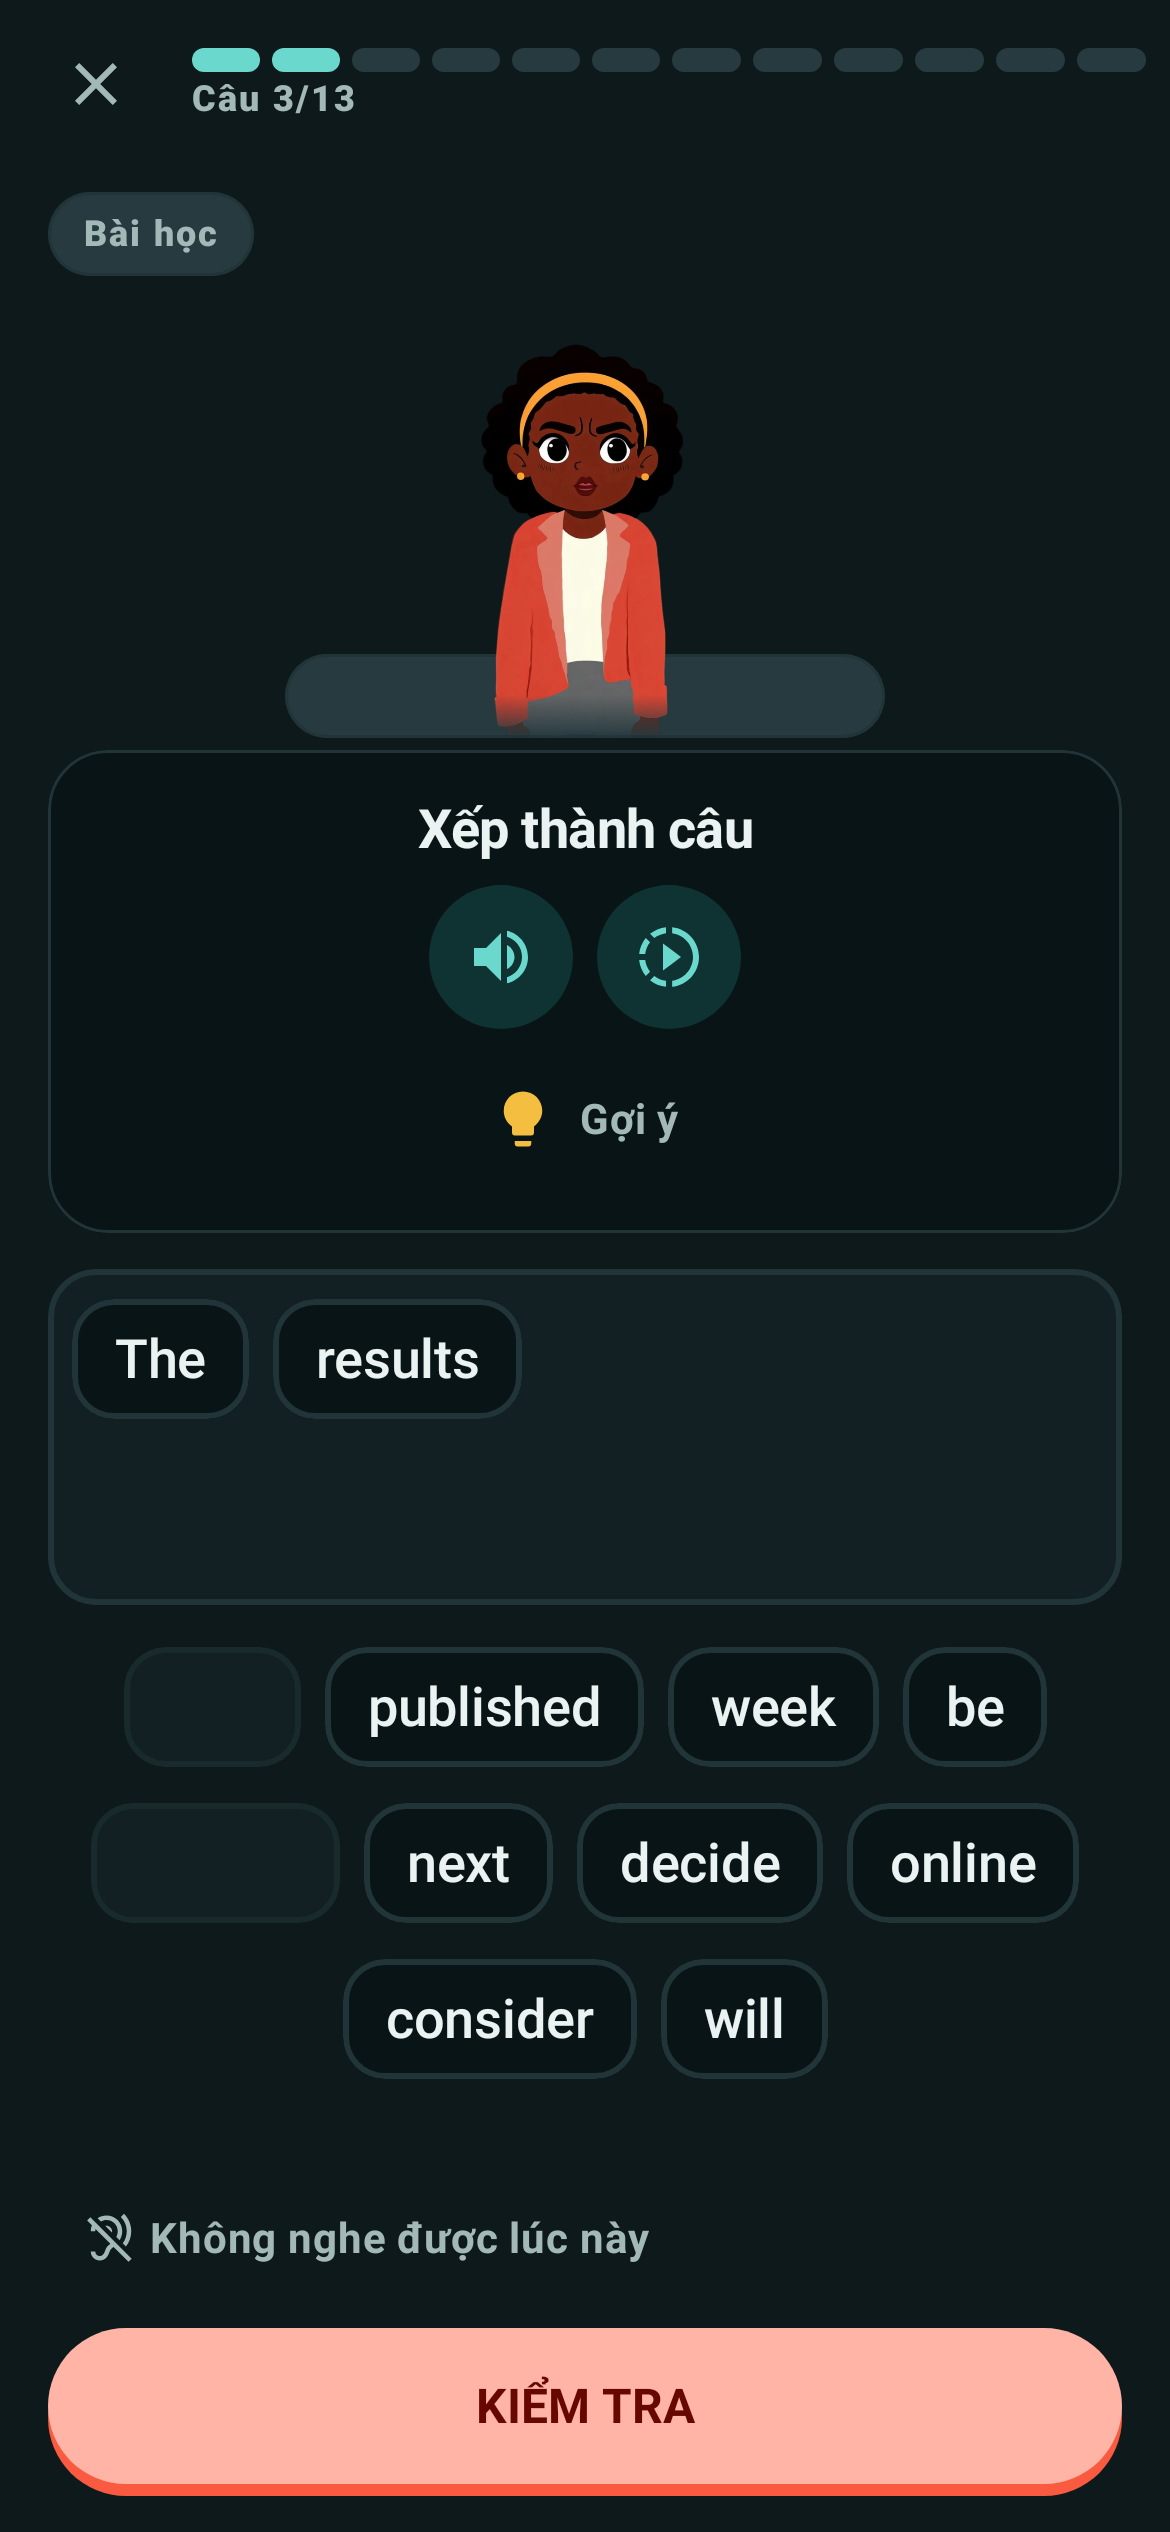 Câu 3/13
Bài học
Xếp thành câu
Gợi ý
The results
published week be
next decide online
consider will
Không nghe được lúc này
KIỂM TRA